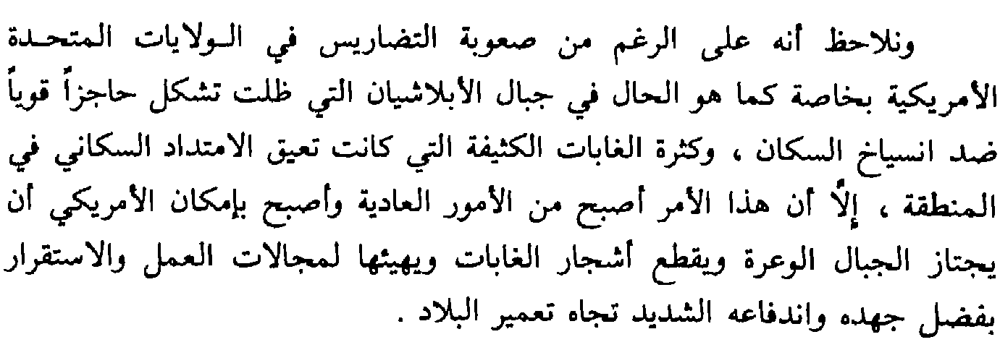 ونلاحظ أنه على الرغم من صعوبة التضاريس في الـولايات المتحـدة
الأمريكية بخاصة كما هو الحال في جبال الأبلاشيان التي ظلت تشكل حاجزاً قوياً
ضد انسياخ السكان ، وكثرة الغابات الكثيفة التي كانت تعيق الامتداد السكاني في
المنطقة ، إلَّا أن هذا الأمر أصبح من الأمور العادية وأصبح بإمكان الأمريكي أن
يجتاز الجبال الوعرة ويقطع أشجار الغابات ويهيئها لمجالات العمل والاستقرار
بفضل جهده واندفاعه الشديد تجاه تعمير البلاد .